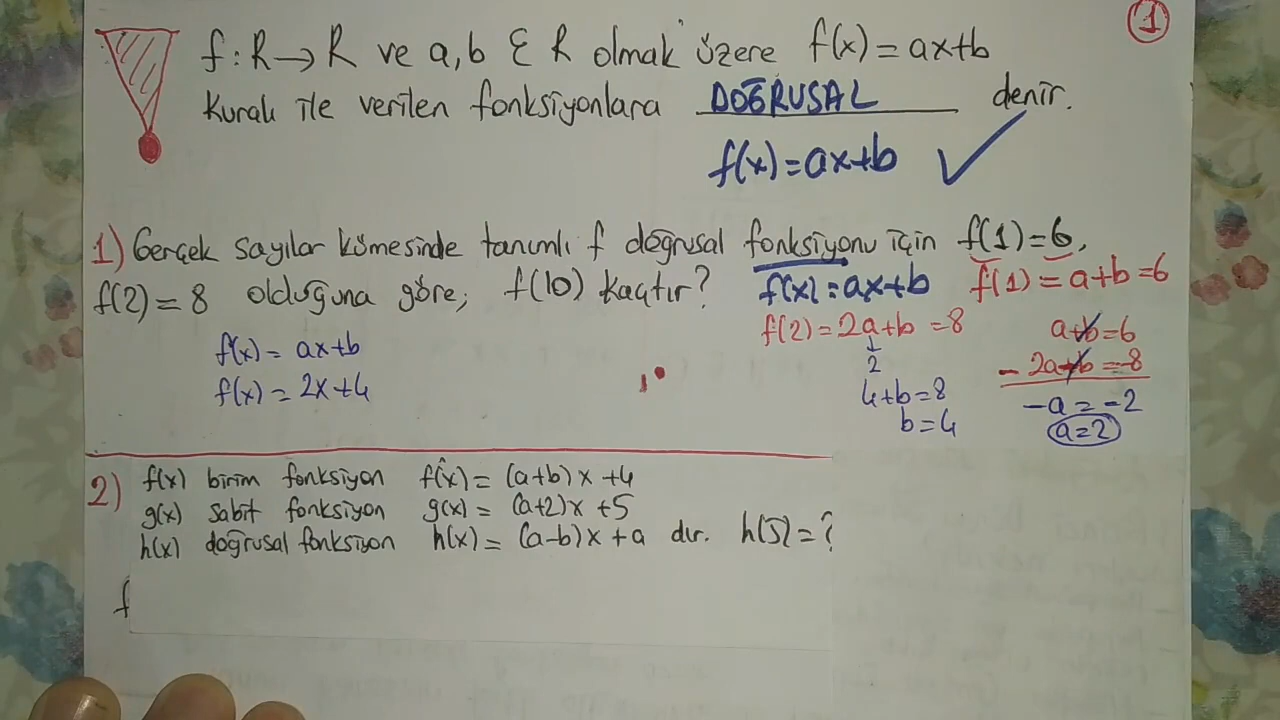 1
f:R→R ve a,b ∈ R olmak üzere f(x)=ax+b
kuralı ile verilen fonksiyonlara DOĞRUSAL denir.
f(x)=ax+b ✓
1) Gerçek sayılar kümesinde tanımlı f doğrusal fonksiyonu için f(1)=6,
f(2)=8 olduğuna göre, f(10) kaçtır?
f(x)=ax+b
f(1)=a+b=6
f(2)=2a+b=8
2
4+b=8
b=4
a+b=6
- 2a+b=-8
-a=-2
a=2
f(x)=ax+b
f(x)=2x+4
2) f(x) birim fonksiyon f(x)=(a+b)x+4
g(x) sabit fonksiyon g(x)=(a+2)x+5
h(x) doğrusal fonksiyon h(x)=(a-b)x+a dır. h(5)=?
f